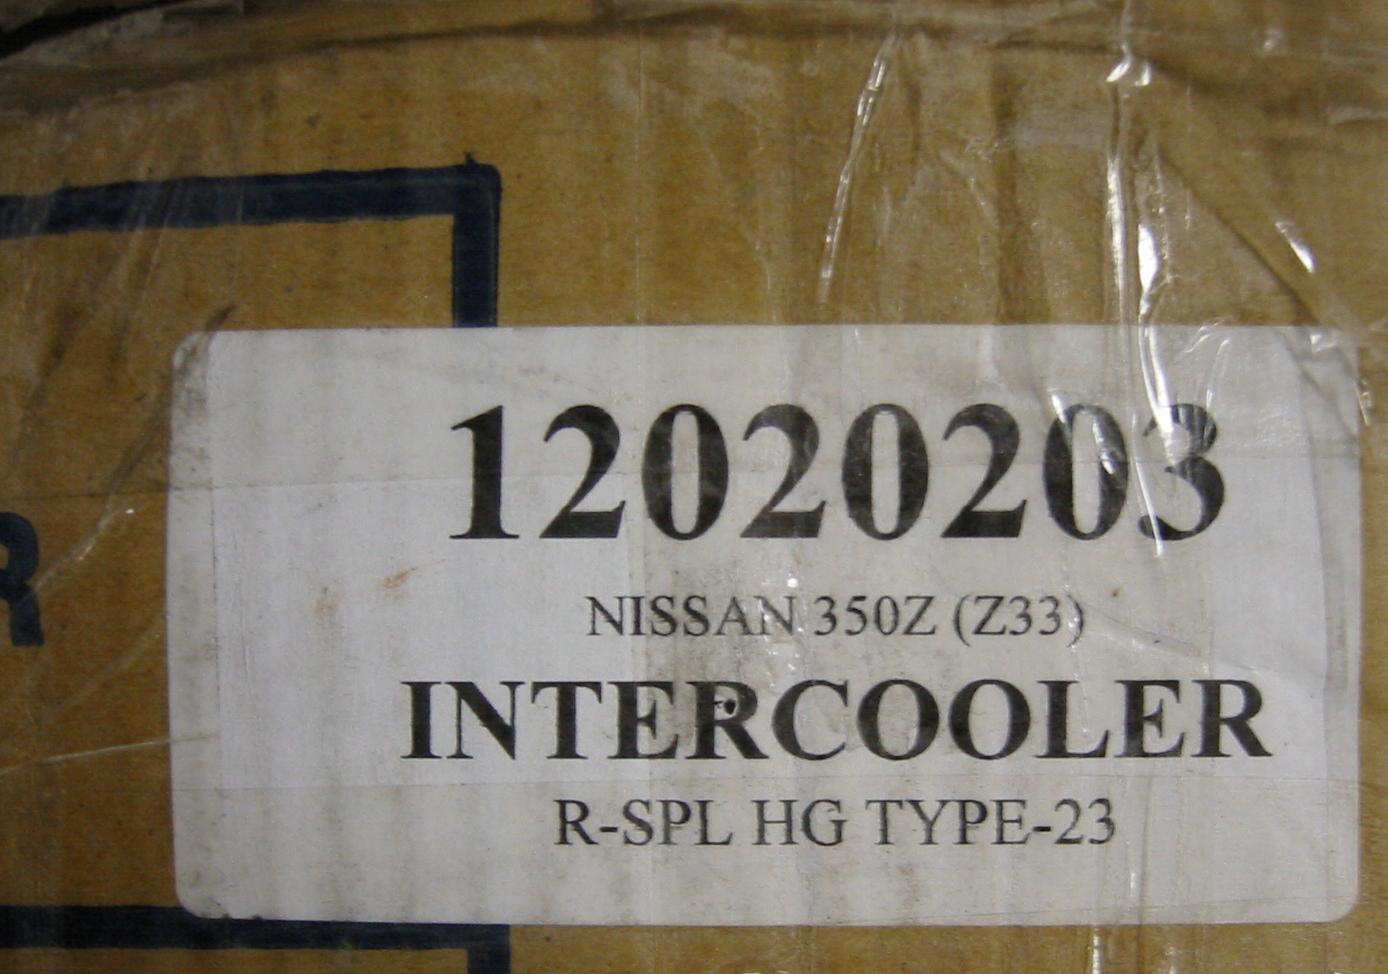 12020203
NISSAN 350Z (Z33)
INTERCOOLER
R-SPL HG TYPE-23
R